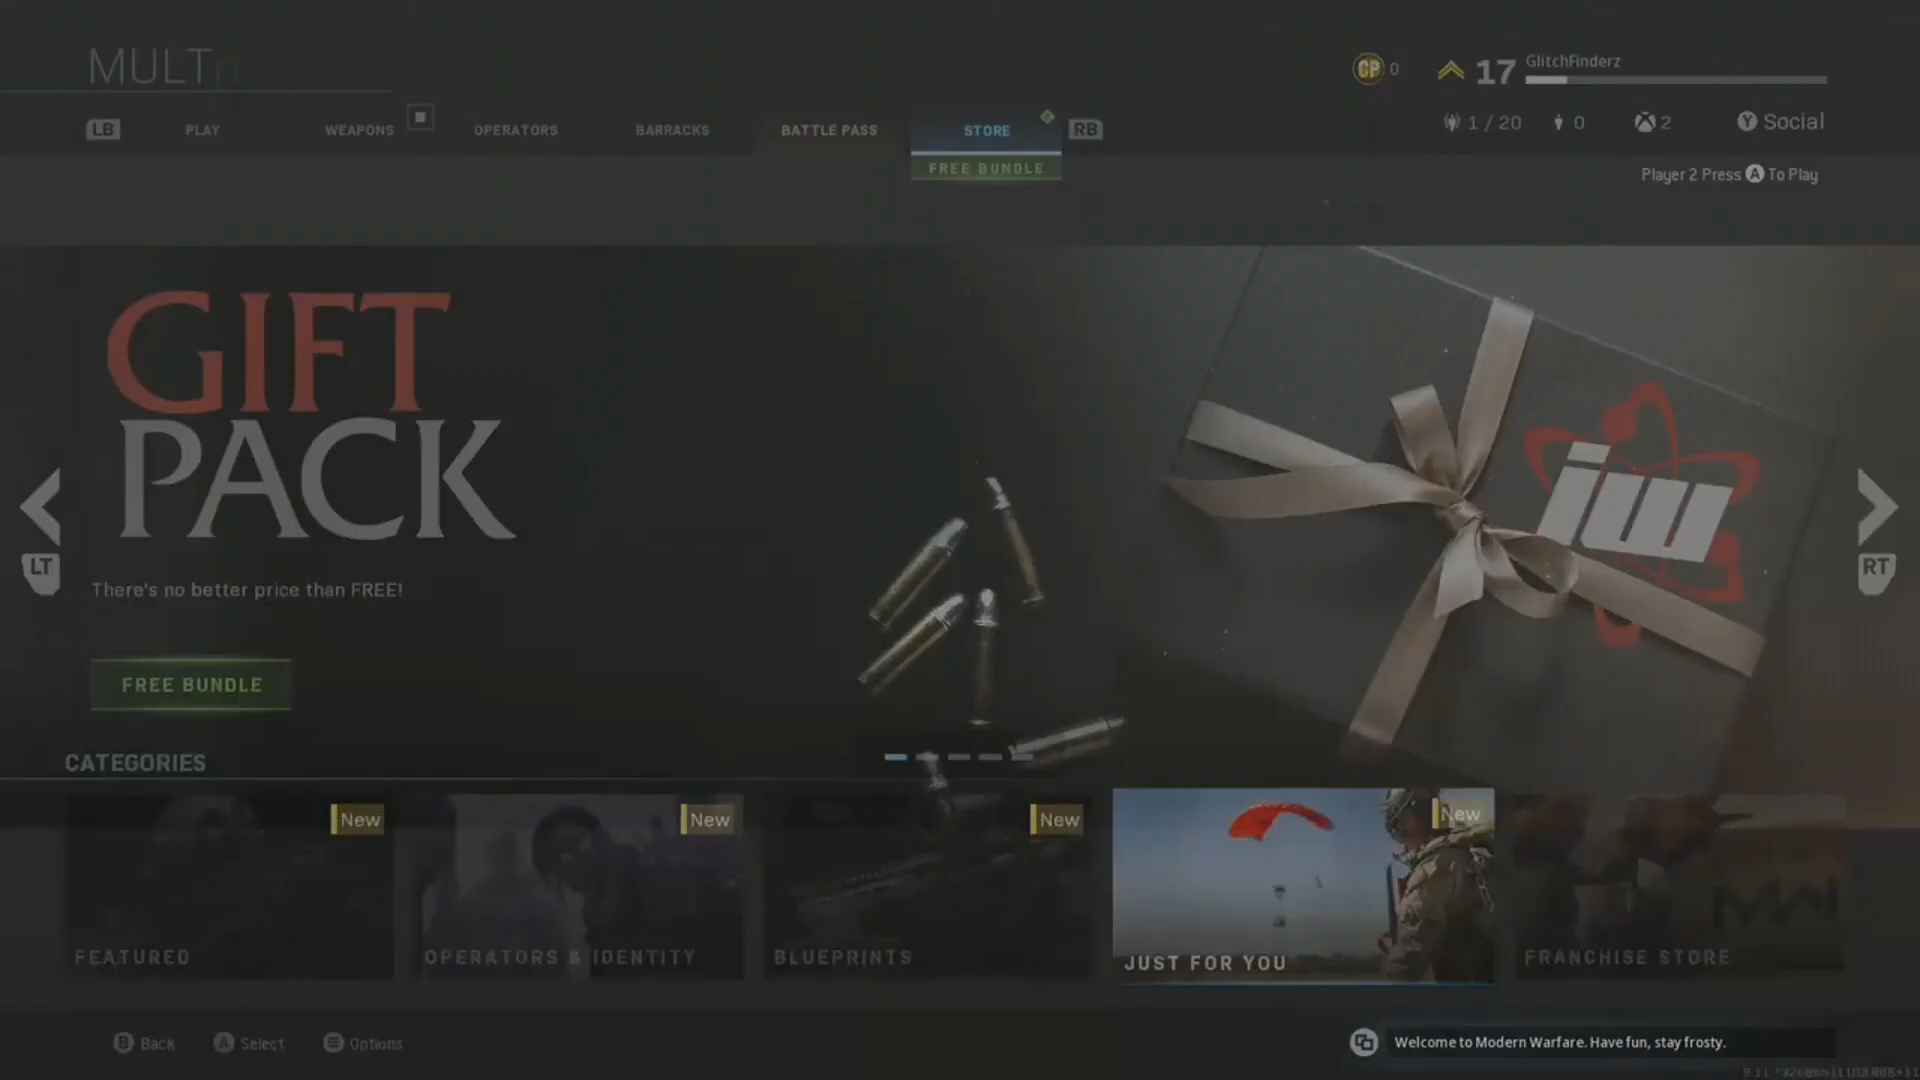 MULT
CP 0
17
GlitchFinderz
LB
PLAY
WEAPONS
OPERATORS
BARRACKS
BATTLE PASS
STORE
RB
1 / 20
0
2
Y Social
FREE BUNDLE
Player 2 Press A To Play
GIFT
PACK
iw
LT
RT
There's no better price than FREE!
FREE BUNDLE
CATEGORIES
New
New
New
New
FEATURED
OPERATORS & IDENTITY
BLUEPRINTS
JUST FOR YOU
FRANCHISE STORE
MW
B Back
A Select
Options
Welcome to Modern Warfare. Have fun, stay frosty.